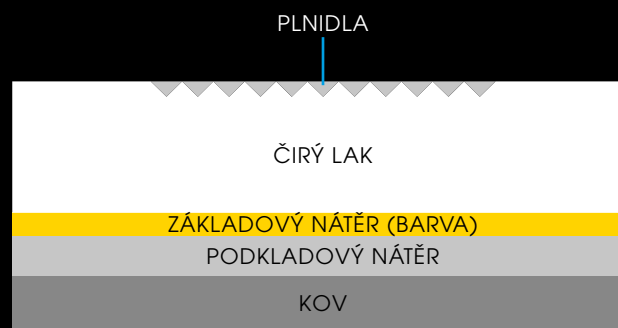 PLNIDLA
ČIRÝ LAK
ZÁKLADOVÝ NÁTĚR (BARVA)
PODKLADOVÝ NÁTĚR
KOV